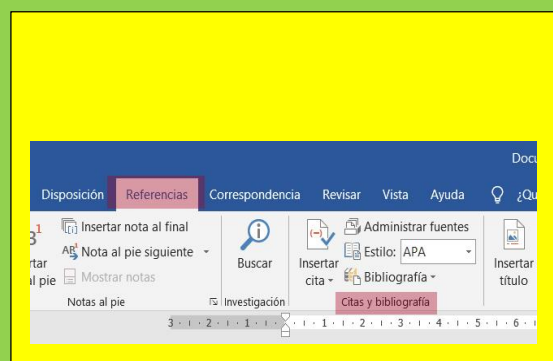 Docu
Disposición Referencias Correspondencia Revisar Vista Ayuda ¿Qu
Insertar nota al final Administrar fuentes
AB¹ Nota al pie siguiente Buscar Insertar Estilo: APA Insertar
al pie Mostrar notas cita Bibliografía título
Notas al pie Investigación Citas y bibliografía
3 2 1 1 2 3 4 5 6